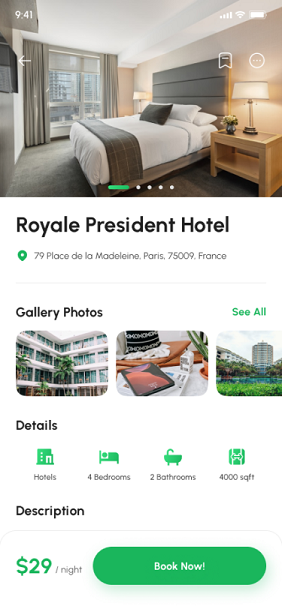 9:41
Royale President Hotel
79 Place de la Madeleine, Paris, 75009, France
Gallery Photos
See All
Details
Hotels
4 Bedrooms
2 Bathrooms
4000 sqft
Description
$29 / night
Book Now!